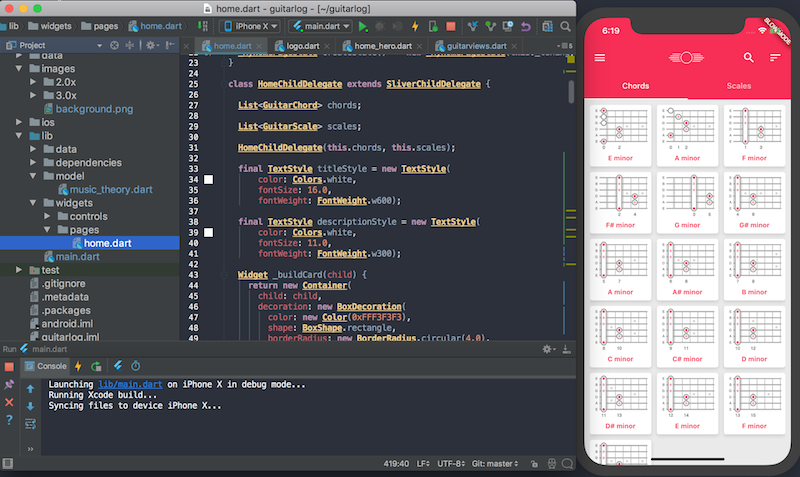 home.dart - guitarlog - [~/guitarlog]
lib
widgets
pages
home.dart
iPhone X
main.dart
Project
home.dart
logo.dart
home_hero.dart
guitarviews.dart
data
images
2.0x
3.0x
background.png
ios
lib
data
dependencies
model
music_theory.dart
widgets
controls
pages
home.dart
main.dart
test
.gitignore
.metadata
.packages
android.iml
guitarlog.iml
23 }
24
25 class HomeChildDelegate extends SliverChildDelegate {
26
27 List<GuitarChord> chords;
28
29 List<GuitarScale> scales;
30
31 HomeChildDelegate(this.chords, this.scales);
32
33 final TextStyle titleStyle = new TextStyle(
34 color: Colors.white,
35 fontSize: 16.0,
36 fontWeight: FontWeight.w600);
37
38 final TextStyle descriptionStyle = new TextStyle(
39 color: Colors.white,
40 fontSize: 11.0,
41 fontWeight: FontWeight.w300);
42
43 Widget _buildCard(child) {
44 return new Container(
45 child: child,
46 decoration: new BoxDecoration(
47 color: new Color(0xFFF3F3F3),
48 shape: BoxShape.rectangle,
49 borderRadius: new BorderRadius.circular(4.0),
Run
main.dart
Console
Launching lib/main.dart on iPhone X in debug mode...
Running Xcode build...
Syncing files to device iPhone X...
419:40 LF UTF-8 Git: master
6:19
SLOW MODE
Chords
Scales
E minor
A minor
F minor
F# minor
G minor
G# minor
A minor
A# minor
B minor
C minor
C# minor
D minor
D# minor
E minor
F minor